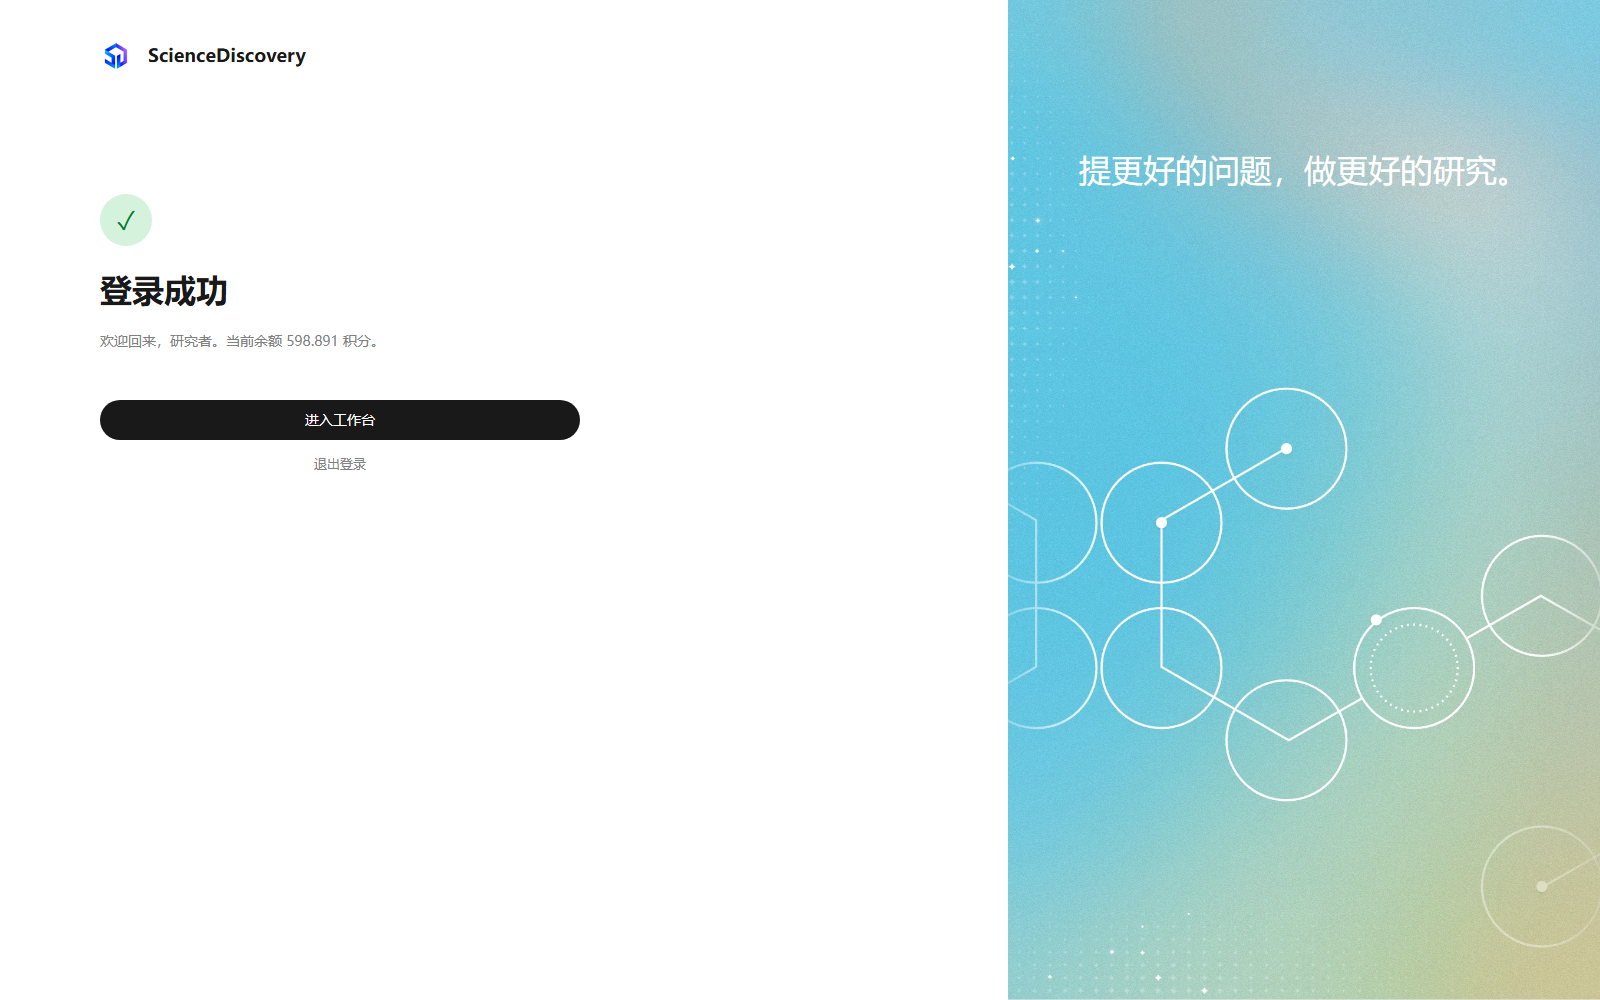 ScienceDiscovery
登录成功
欢迎回来，研究者。当前余额 598.891 积分。
进入工作台
退出登录
提更好的问题，做更好的研究。